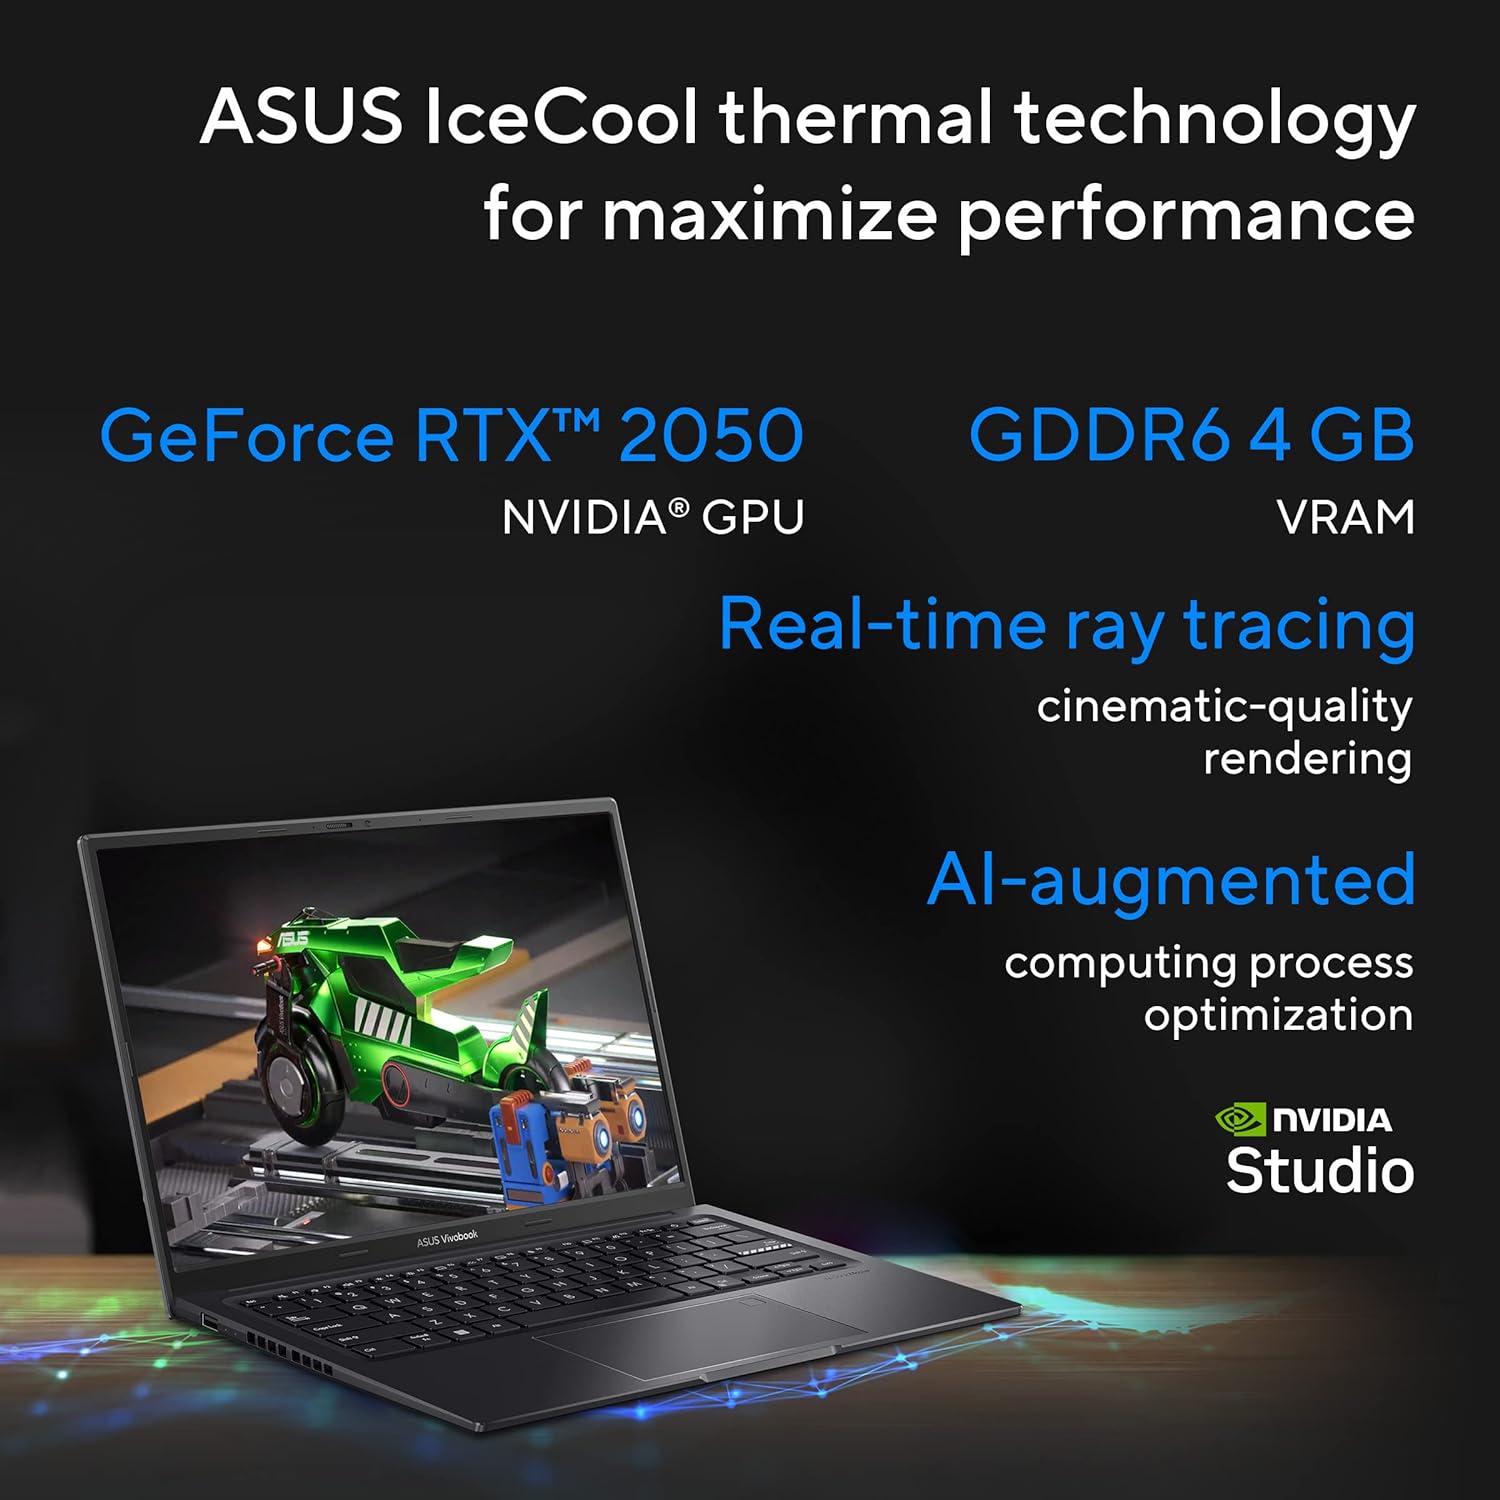 ASUS IceCool thermal technology
for maximize performance
GeForce RTX™ 2050
NVIDIA® GPU
GDDR6 4 GB
VRAM
Real-time ray tracing
cinematic-quality
rendering
AI-augmented
computing process
optimization
NVIDIA
Studio
ASUS
ASUS Vivobook